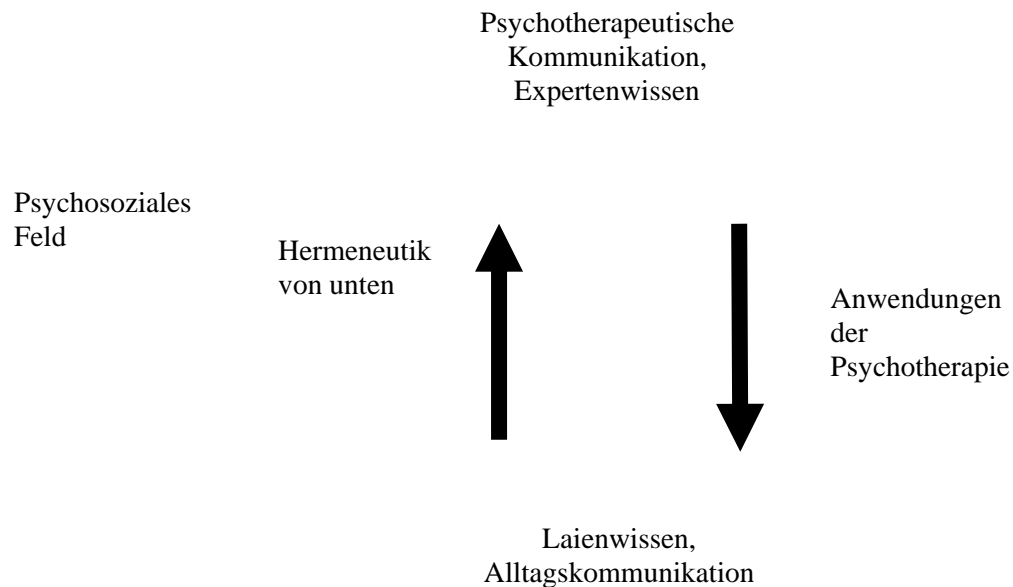 Psychotherapeutische
Kommunikation,
Expertenwissen
Psychosoziales
Feld
Hermeneutik
von unten
Anwendungen
der
Psychotherapie
Laienwissen,
Alltagskommunikation